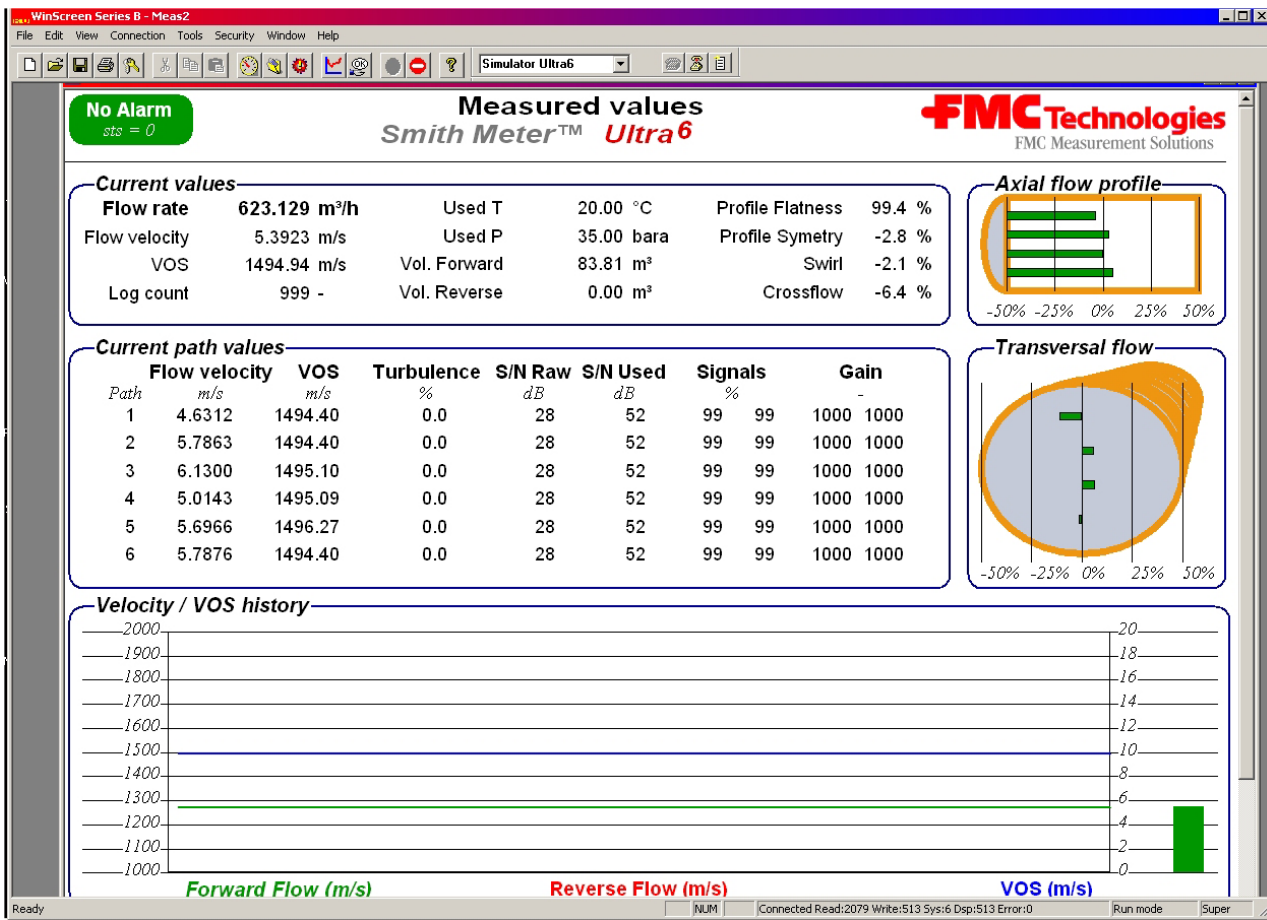 WinScreen Series B - Meas2
File Edit View Connection Tools Security Window Help
Simulator Ultra6
No Alarm
sts = 0
Measured values
Smith Meter™ Ultra6
FMC Technologies
FMC Measurement Solutions
Current values
Flow rate 623.129 m³/h Used T 20.00 °C Profile Flatness 99.4 %
Flow velocity 5.3923 m/s Used P 35.00 bara Profile Symetry -2.8 %
VOS 1494.94 m/s Vol. Forward 83.81 m³ Swirl -2.1 %
Log count 999 - Vol. Reverse 0.00 m³ Crossflow -6.4 %
Axial flow profile
-50% -25% 0% 25% 50%
Current path values
Flow velocity VOS Turbulence S/N Raw S/N Used Signals Gain
Path m/s m/s % dB dB % -
1 4.6312 1494.40 0.0 28 52 99 99 1000 1000
2 5.7863 1494.40 0.0 28 52 99 99 1000 1000
3 6.1300 1495.10 0.0 28 52 99 99 1000 1000
4 5.0143 1495.09 0.0 28 52 99 99 1000 1000
5 5.6966 1496.27 0.0 28 52 99 99 1000 1000
6 5.7876 1494.40 0.0 28 52 99 99 1000 1000
Transversal flow
-50% -25% 0% 25% 50%
Velocity / VOS history
2000 20
1900 18
1800 16
1700 14
1600 12
1500 10
1400 8
1300 6
1200 4
1100 2
1000 0
Forward Flow (m/s) Reverse Flow (m/s) VOS (m/s)
Ready NUM Connected Read:2079 Write:513 Sys:6 Dsp:513 Error:0 Run mode Super